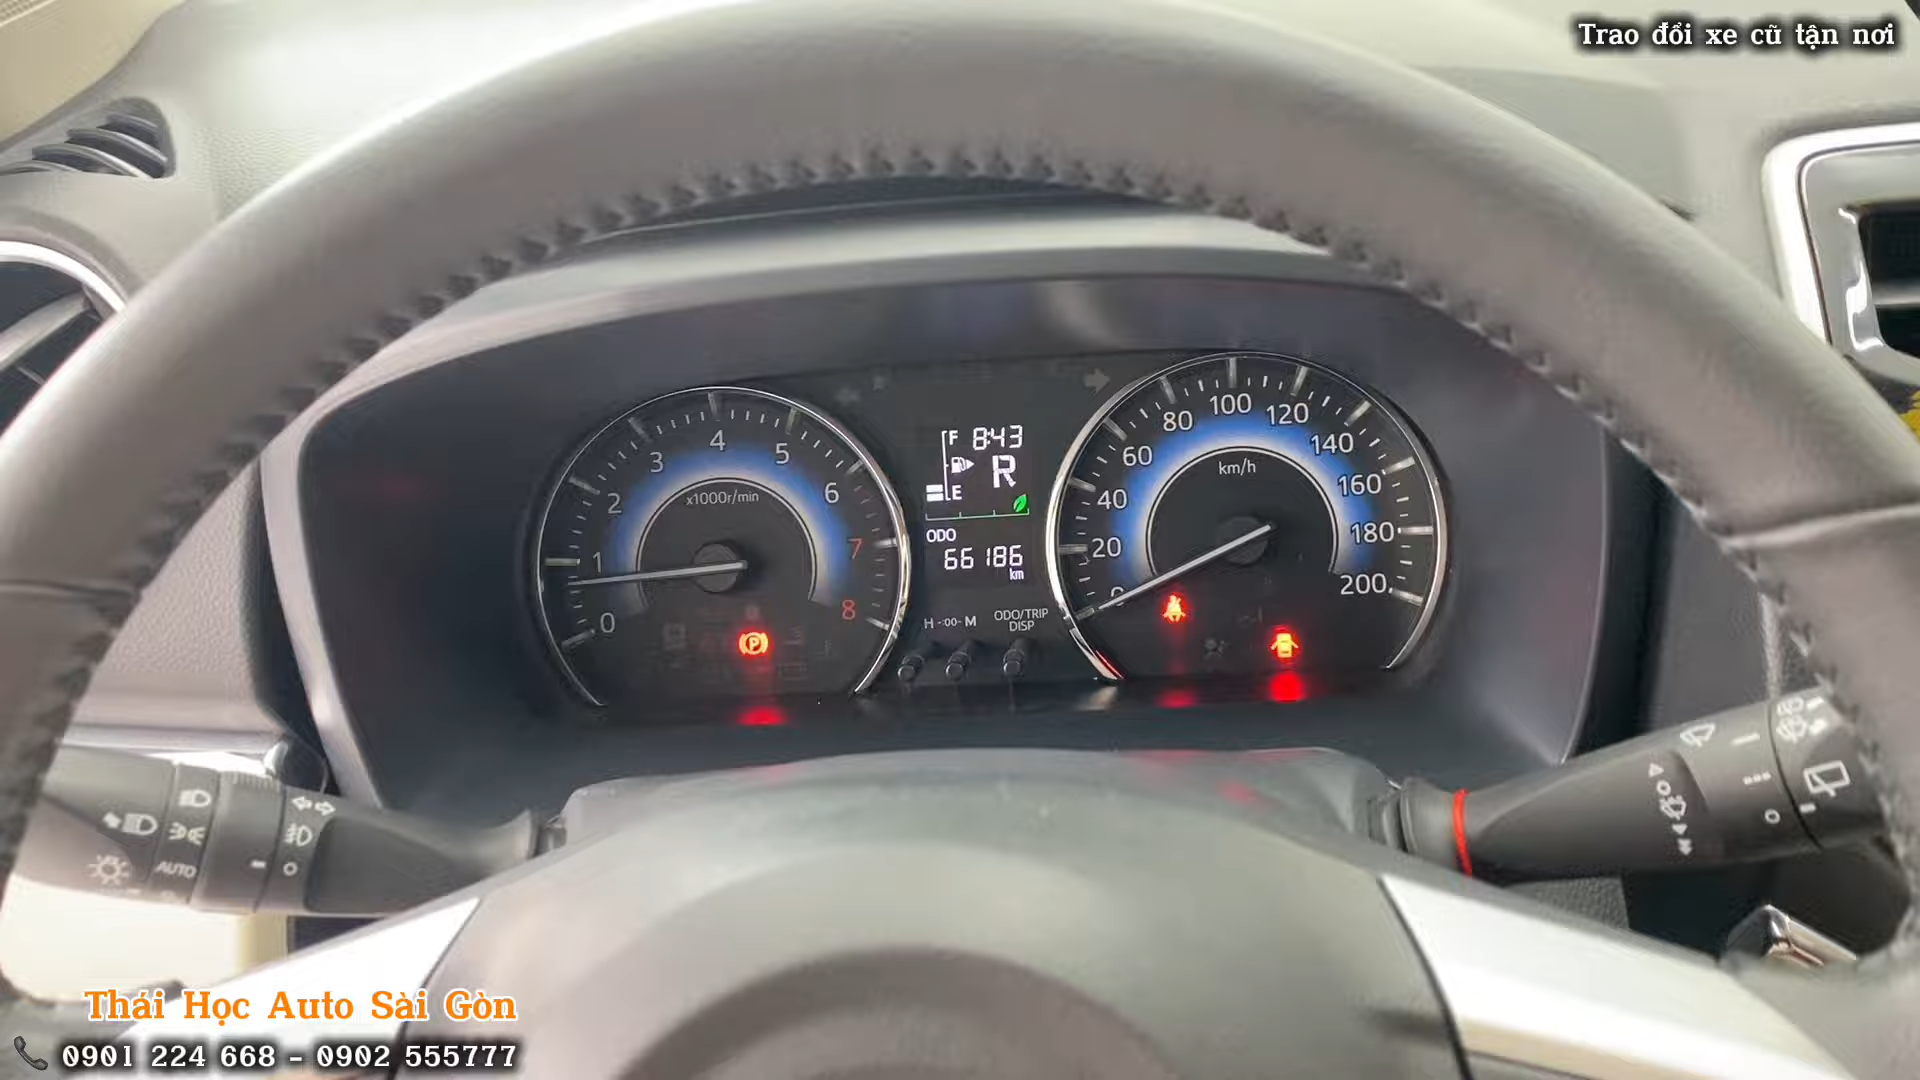 Trao đổi xe cũ tận nơi
F 8:43
R
E
ODO
66186
km
H -:00- M
ODO/TRIP
DISP
0
1
2
3
4
5
6
7
8
x1000r/min
0
20
40
60
80
100
120
140
160
180
200
km/h
P
AUTO
Thái Học Auto Sài Gòn
0901 224 668 - 0902 555777